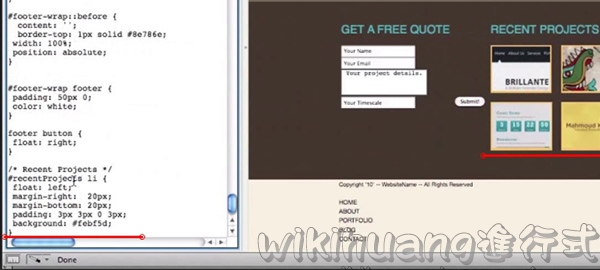 #footer-wrap::before {
content: '';
border-top: 1px solid #8e786e;
width: 100%;
position: absolute;
}
#footer-wrap footer {
padding: 50px 0;
color: white;
}
footer button {
float: right;
}
/* Recent Projects */
#recentProjects li {
float: left;
margin-right: 20px;
margin-bottom: 20px;
padding: 3px 3px 0 3px;
background: #febf5d;
}
Done
GET A FREE QUOTE
Your Name
Your Email
Your project details.
Your Timescale
Submit!
RECENT PROJECTS
BRILLANTE
Copyright '10' -- WebsiteName -- All Rights Reserved
HOME
ABOUT
PORTFOLIO
BLOG
CONTACT
wikihuang進行式